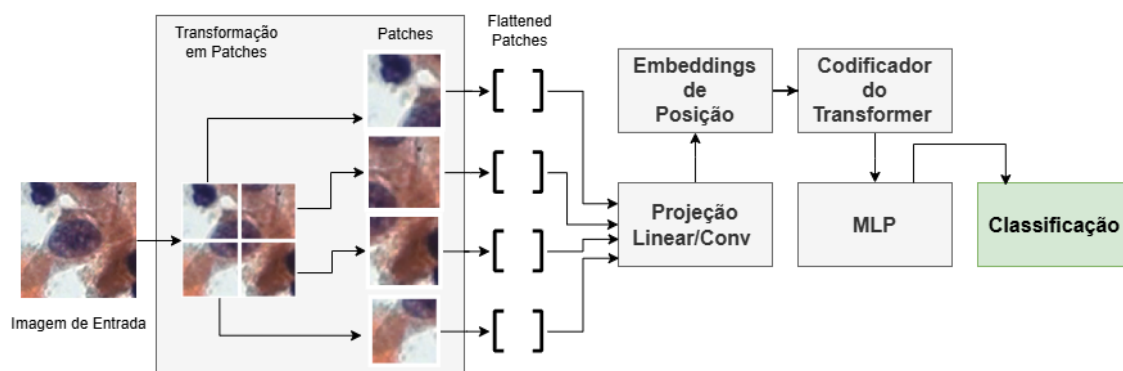 Transformação
em Patches
Patches
Flattened
Patches
Imagem de Entrada
Projeção
Linear/Conv
Embeddings
de
Posição
Codificador
do
Transformer
MLP
Classificação